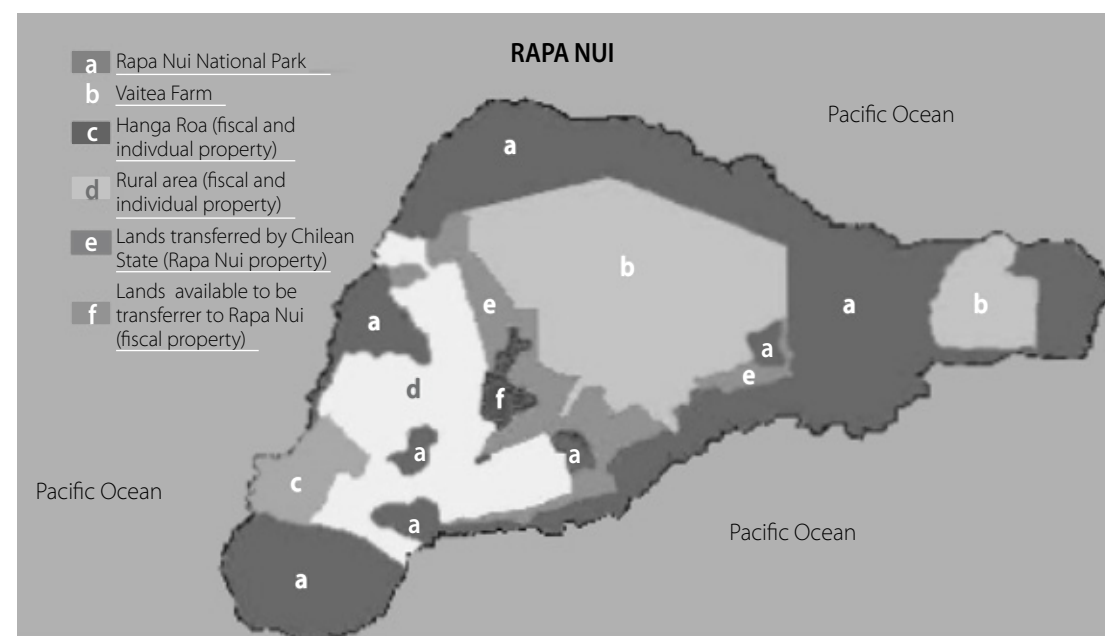 RAPA NUI
a Rapa Nui National Park
b Vaitea Farm
c Hanga Roa (fiscal and
indivdual property)
d Rural area (fiscal and
individual property)
e Lands transferred by Chilean
State (Rapa Nui property)
f Lands available to be
transferrer to Rapa Nui
(fiscal property)
Pacific Ocean
a
b
a
b
e
a
a
e
d
f
a
a
c
Pacific Ocean
a
Pacific Ocean
a